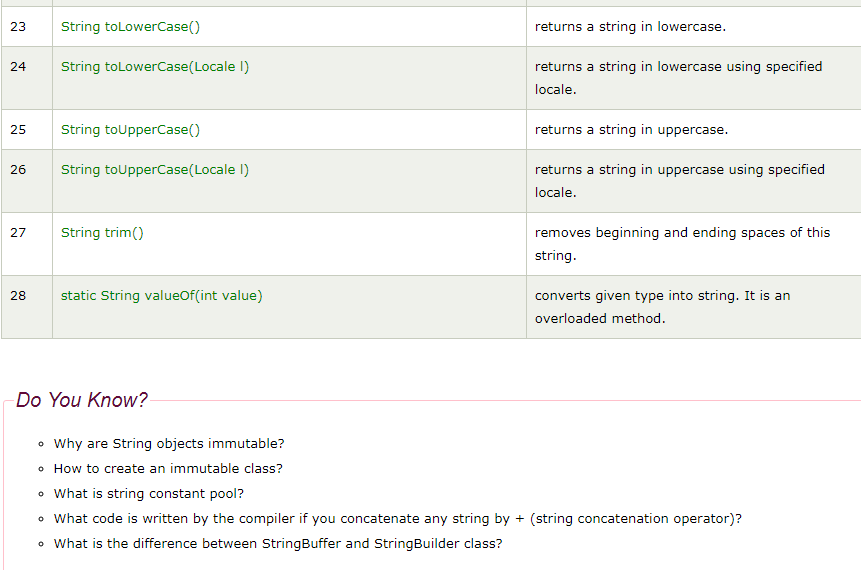 23 String toLowerCase() returns a string in lowercase.
24 String toLowerCase(Locale l) returns a string in lowercase using specified
locale.
25 String toUpperCase() returns a string in uppercase.
26 String toUpperCase(Locale l) returns a string in uppercase using specified
locale.
27 String trim() removes beginning and ending spaces of this
string.
28 static String valueOf(int value) converts given type into string. It is an
overloaded method.
Do You Know?
Why are String objects immutable?
How to create an immutable class?
What is string constant pool?
What code is written by the compiler if you concatenate any string by + (string concatenation operator)?
What is the difference between StringBuffer and StringBuilder class?